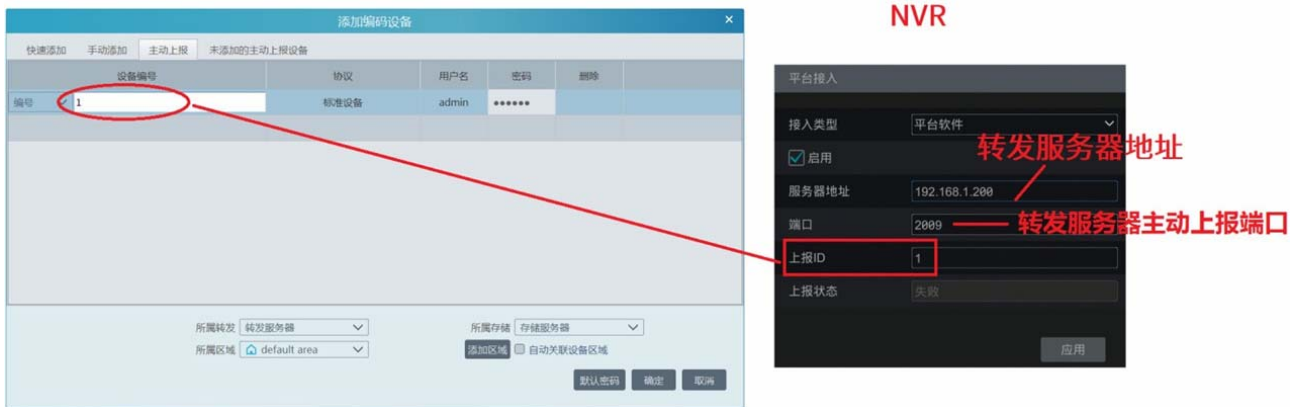 添加编码设备
×
快速添加 手动添加 主动上报 未添加的主动上报设备
设备编号 协议 用户名 密码 删除
编号 1 标准设备 admin ••••••
所属转发 转发服务器 所属存储 存储服务器
所属区域 default area 添加区域 自动关联设备区域
默认密码 确定 取消
NVR
平台接入
接入类型 平台软件
启用
转发服务器地址
服务器地址 192.168.1.200
端口 2009 转发服务器主动上报端口
上报ID 1
上报状态 失败
应用